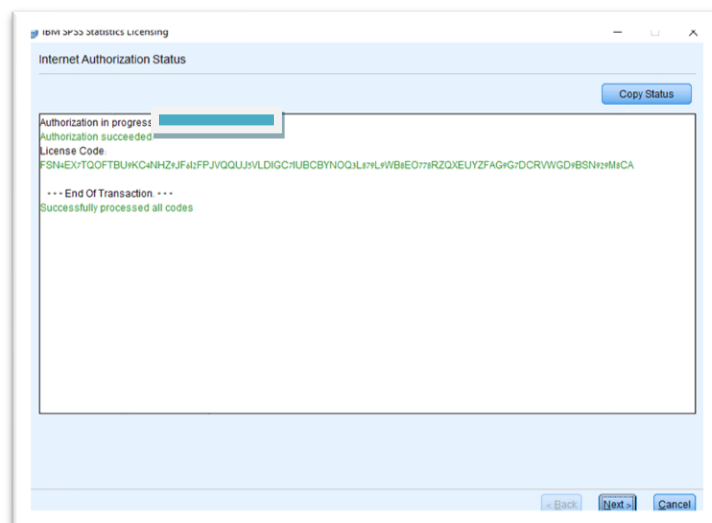 IBM SPSS Statistics Licensing
Internet Authorization Status
Copy Status
Authorization in progress
Authorization succeeded
License Code:
--- End Of Transaction. ---
Successfully processed all codes
< Back Next > Cancel